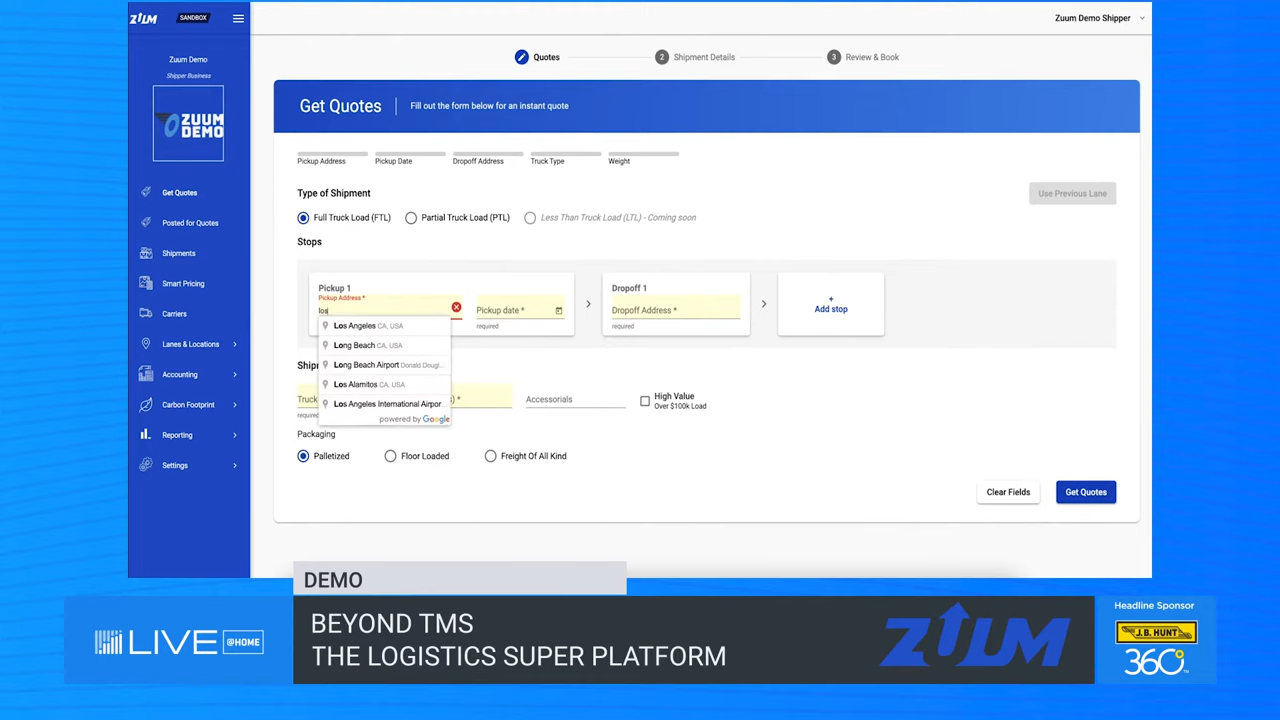 ZUUM SANDBOX
Zuum Demo Shipper
Zuum Demo
Shipper Business
ZUUM
DEMO
Get Quotes
Posted for Quotes
Shipments
Smart Pricing
Carriers
Lanes & Locations
Accounting
Carbon Footprint
Reporting
Settings
Quotes
2 Shipment Details
3 Review & Book
Get Quotes Fill out the form below for an instant quote
Pickup Address Pickup Date Dropoff Address Truck Type Weight
Type of Shipment
Use Previous Lane
Full Truck Load (FTL) Partial Truck Load (PTL) Less Than Truck Load (LTL) - Coming soon
Stops
Pickup 1
Pickup Address *
los
Pickup date *
required
Dropoff 1
Dropoff Address *
required
+
Add stop
Los Angeles CA, USA
Long Beach CA, USA
Long Beach Airport Donald Dougl...
Los Alamitos CA, USA
Los Angeles International Airpor...
powered by Google
Ship
Truck
) *
required
Accessorials
High Value
Over $100k Load
Packaging
Palletized Floor Loaded Freight Of All Kind
Clear Fields Get Quotes
DEMO
LIVE @HOME
BEYOND TMS
THE LOGISTICS SUPER PLATFORM
ZUUM
Headline Sponsor
J.B. HUNT
360°